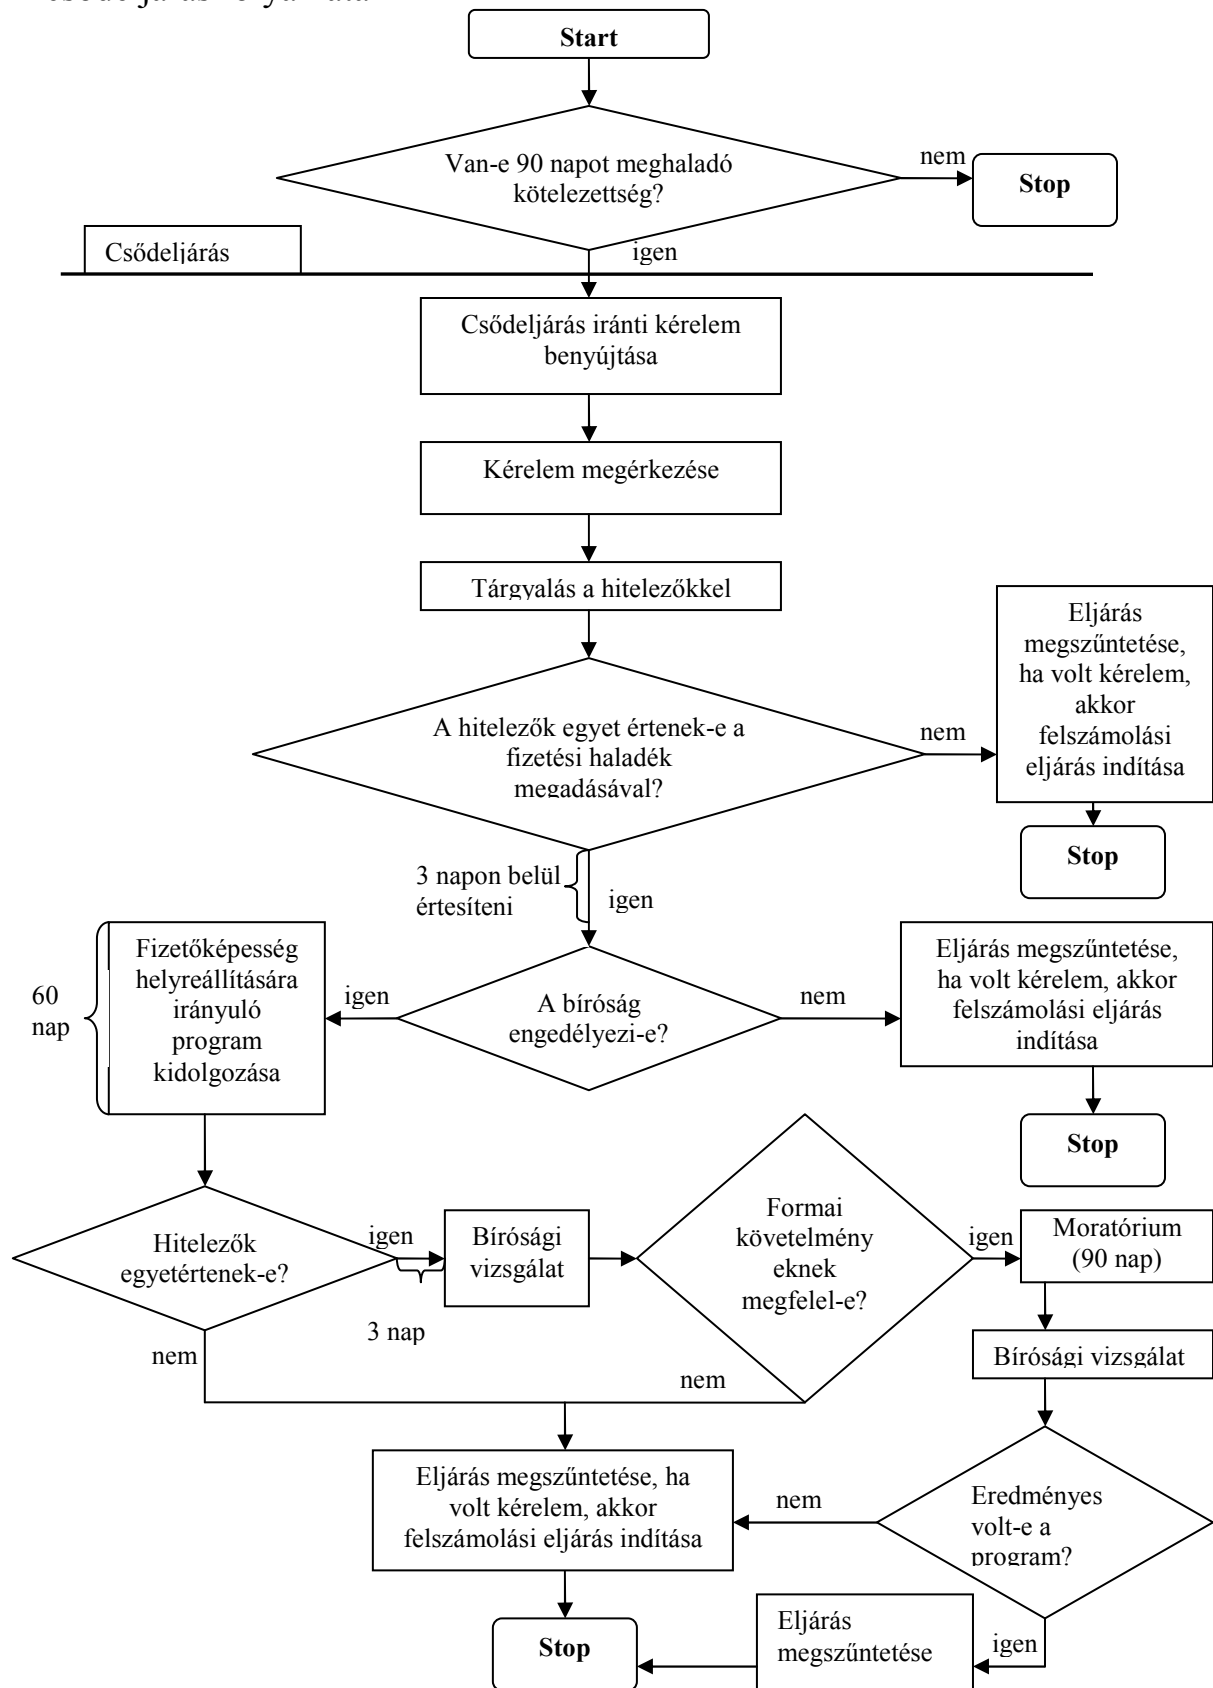 Start
Van-e 90 napot meghaladó
kötelezettség?
nem
Stop
igen
Csődeljárás
Csődeljárás iránti kérelem
benyújtása
Kérelem megérkezése
Tárgyalás a hitelezőkkel
A hitelezők egyet értenek-e a
fizetési haladék
megadásával?
nem
Eljárás
megszűntetése,
ha volt kérelem,
akkor
felszámolási
eljárás indítása
Stop
3 napon belül
értesíteni
igen
A bíróság
engedélyezi-e?
nem
Eljárás megszűntetése,
ha volt kérelem, akkor
felszámolási eljárás
indítása
Stop
igen
60
nap
Fizetőképesség
helyreállítására
irányuló
program
kidolgozása
Hitelezők
egyetértenek-e?
igen
3 nap
nem
Bírósági
vizsgálat
Formai
követelmény
eknek
megfelel-e?
igen
nem
Moratórium
(90 nap)
Bírósági vizsgálat
Eredményes
volt-e a
program?
nem
Eljárás megszűntetése, ha
volt kérelem, akkor
felszámolási eljárás indítása
igen
Eljárás
megszűntetése
Stop